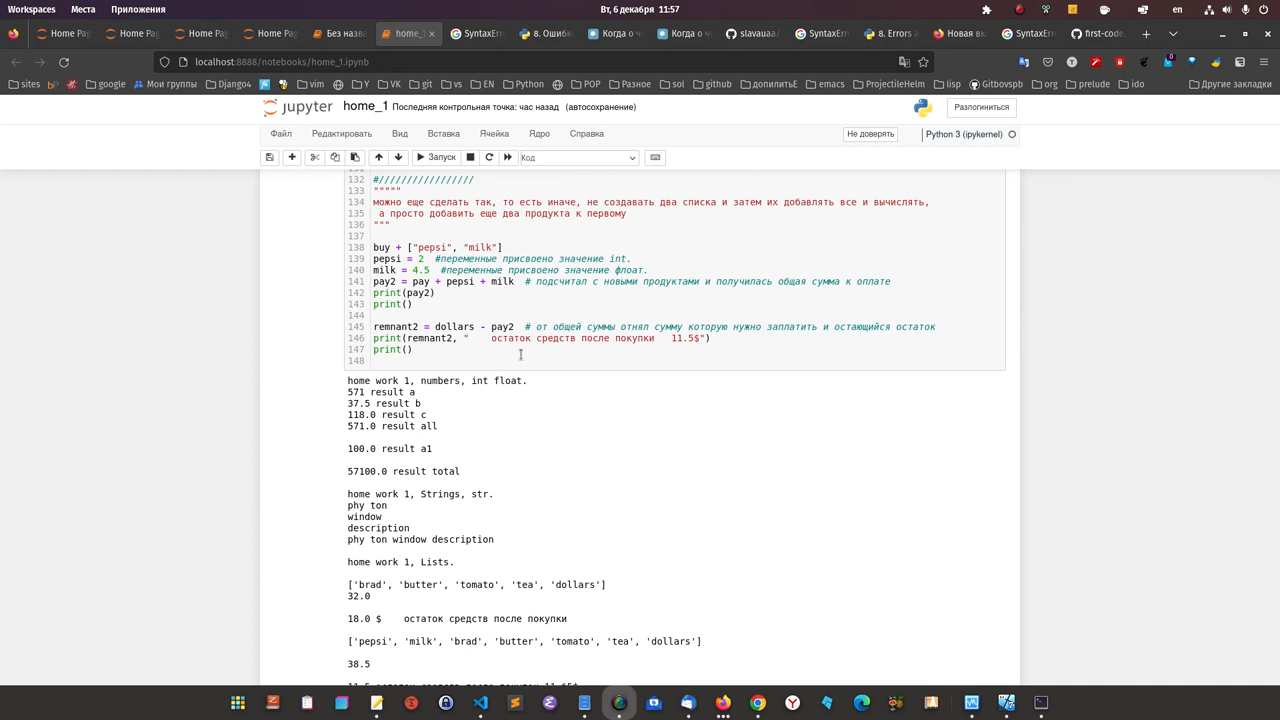 Workspaces Места Приложения Вт, 6 декабря 11:57 en
Home Pag Home Pag Home Pag Home Pag Без назва home_1 SyntaxErr 8. Ошибки Когда о че Когда о че slavauaa/ SyntaxErr 8. Errors a Новая вкл SyntaxErr first-code.
localhost:8888/notebooks/home_1.ipynb
sites bş google Мои группы vim Y VK git vs EN Python POP Разное github допилитьЕ emacs ProjectileHelm sol Gitbovspb org prelude ido Другие закладки
jupyter home_1 Последняя контрольная точка: час назад (автосохранение) Разлогиниться
Файл Редактировать Вид Вставка Ячейка Ядро Справка Не доверять Python 3 (ipykernel)
Запуск Код
131
132 #/////////////////
133 """""
134 можно еще сделать так, то есть иначе, не создавать два списка и затем их добавлять все и вычислять,
135 а просто добавить еще два продукта к первому
136 """
137
138 buy + ["pepsi", "milk"]
139 pepsi = 2 #переменные присвоено значение int.
140 milk = 4.5 #переменные присвоено значение флоат.
141 pay2 = pay + pepsi + milk # подсчитал с новыми продуктами и получилась общая сумма к оплате
142 print(pay2)
143 print()
144
145 remnant2 = dollars - pay2 # от общей суммы отнял сумму которую нужно заплатить и остающийся остаток
146 print(remnant2, "    остаток средств после покупки   11.5$")
147 print()
148
home work 1, numbers, int float.
571 result a
37.5 result b
118.0 result c
571.0 result all
100.0 result a1
57100.0 result total
home work 1, Strings, str.
phy ton
window
description
phy ton window description
home work 1, Lists.
['brad', 'butter', 'tomato', 'tea', 'dollars']
32.0
18.0 $    остаток средств после покупки
['pepsi', 'milk', 'brad', 'butter', 'tomato', 'tea', 'dollars']
38.5